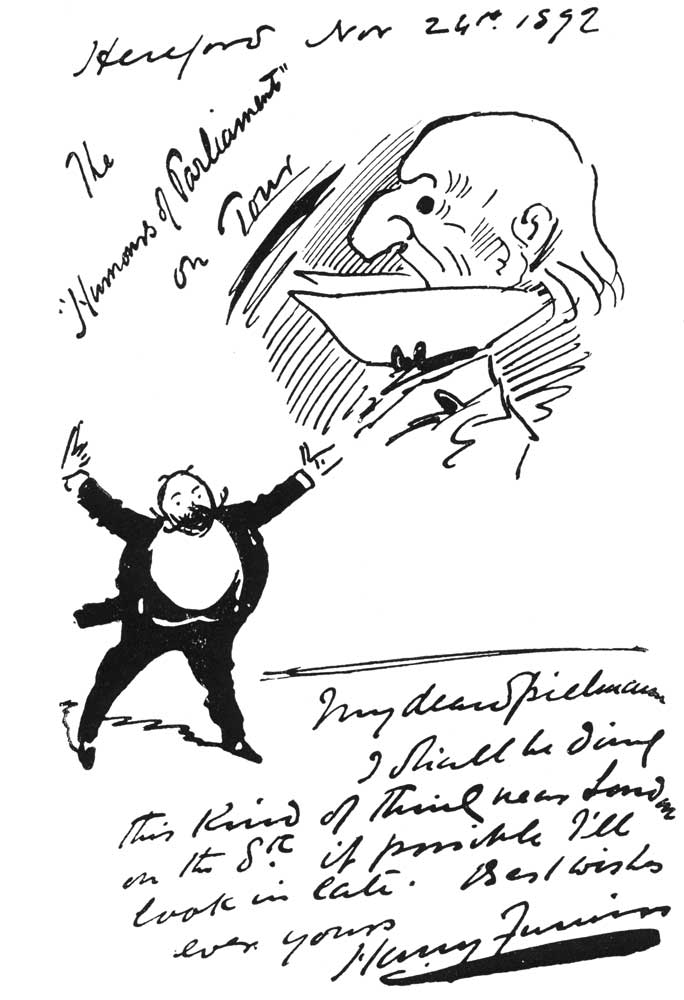 Hereford Nov 24th 1892
The
"Humours of Parliament"
on Tour
My dear Spielmann
I shall be doing
this kind of thing near London
on the 8th if possible I'll
look in late. Best wishes
ever yours
Harry Furniss